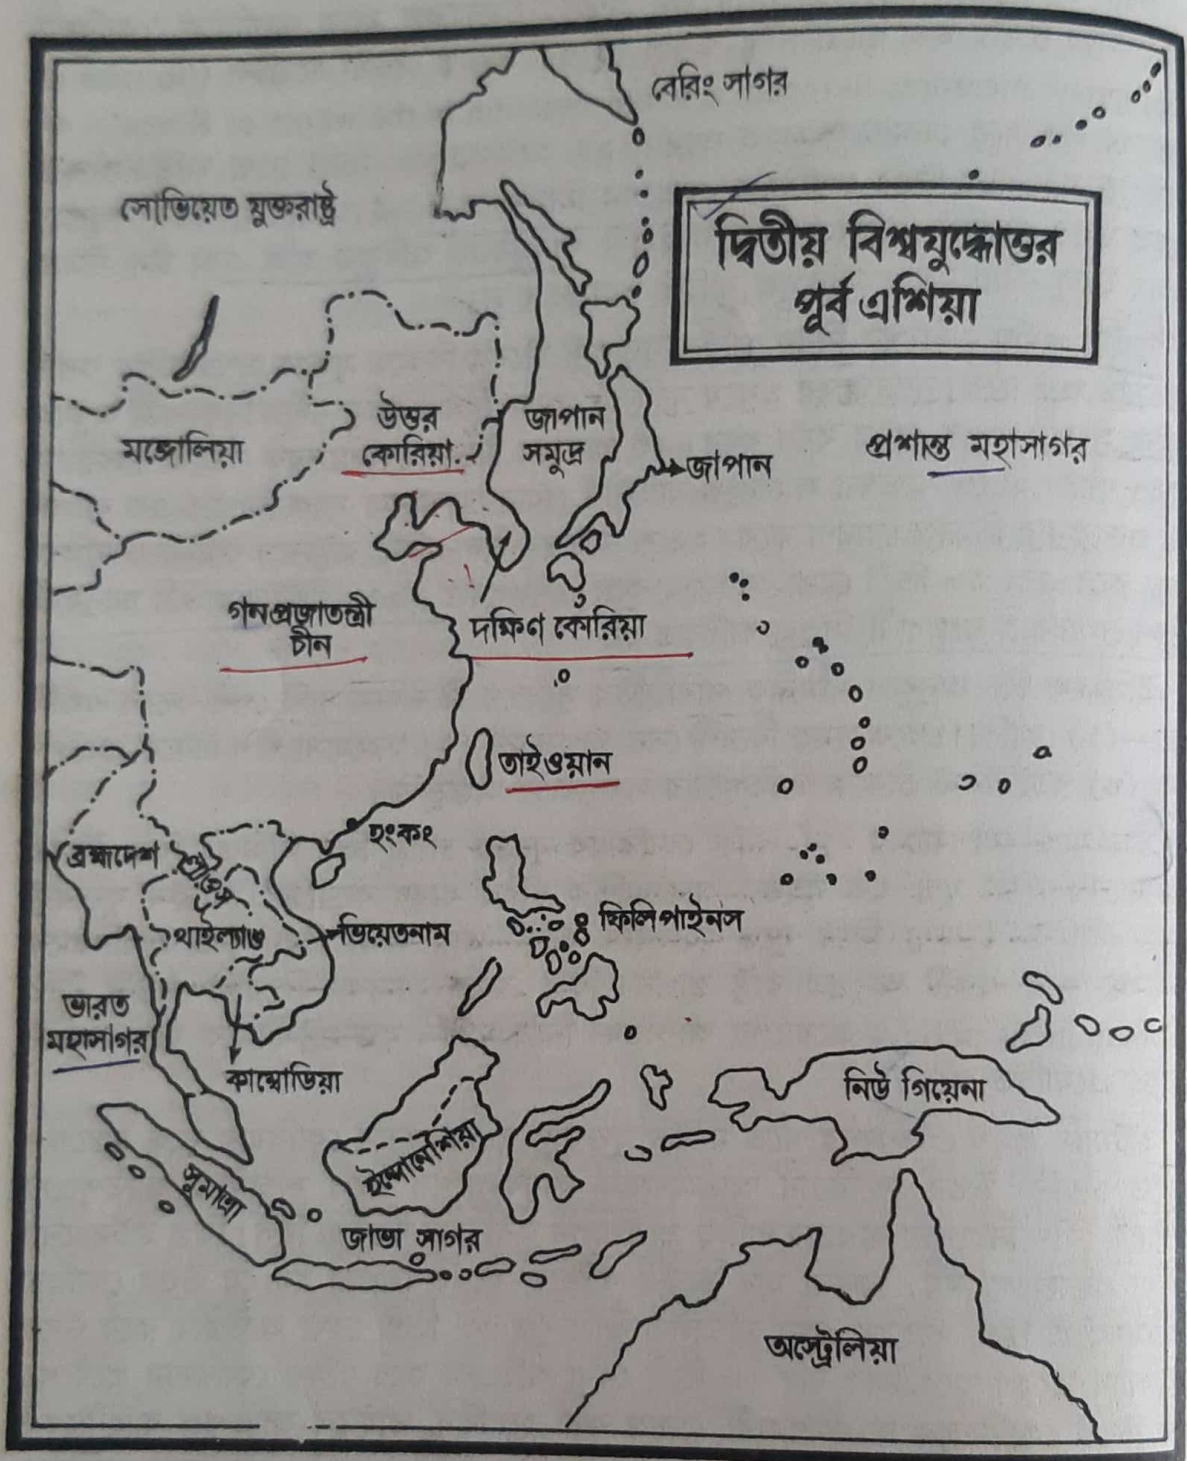 বেরিং সাগর
সোভিয়েত যুক্তরাষ্ট্র
দ্বিতীয় বিশ্বযুদ্ধোত্তর
পূর্ব এশিয়া
উত্তর
কোরিয়া
জাপান
সমুদ্র
মঙ্গোলিয়া
জাপান
প্রশান্ত মহাসাগর
গনপ্রজাতন্ত্রী
চীন
দক্ষিণ কোরিয়া
তাইওয়ান
হংকং
ব্রহ্মদেশ
লাওস
থাইল্যাণ্ড
ভিয়েতনাম
ফিলিপাইনস
ভারত
মহাসাগর
কাম্বোডিয়া
নিউ গিয়েনা
ইন্দোনেশিয়া
সুমাত্রা
জাভা সাগর
অস্ট্রেলিয়া